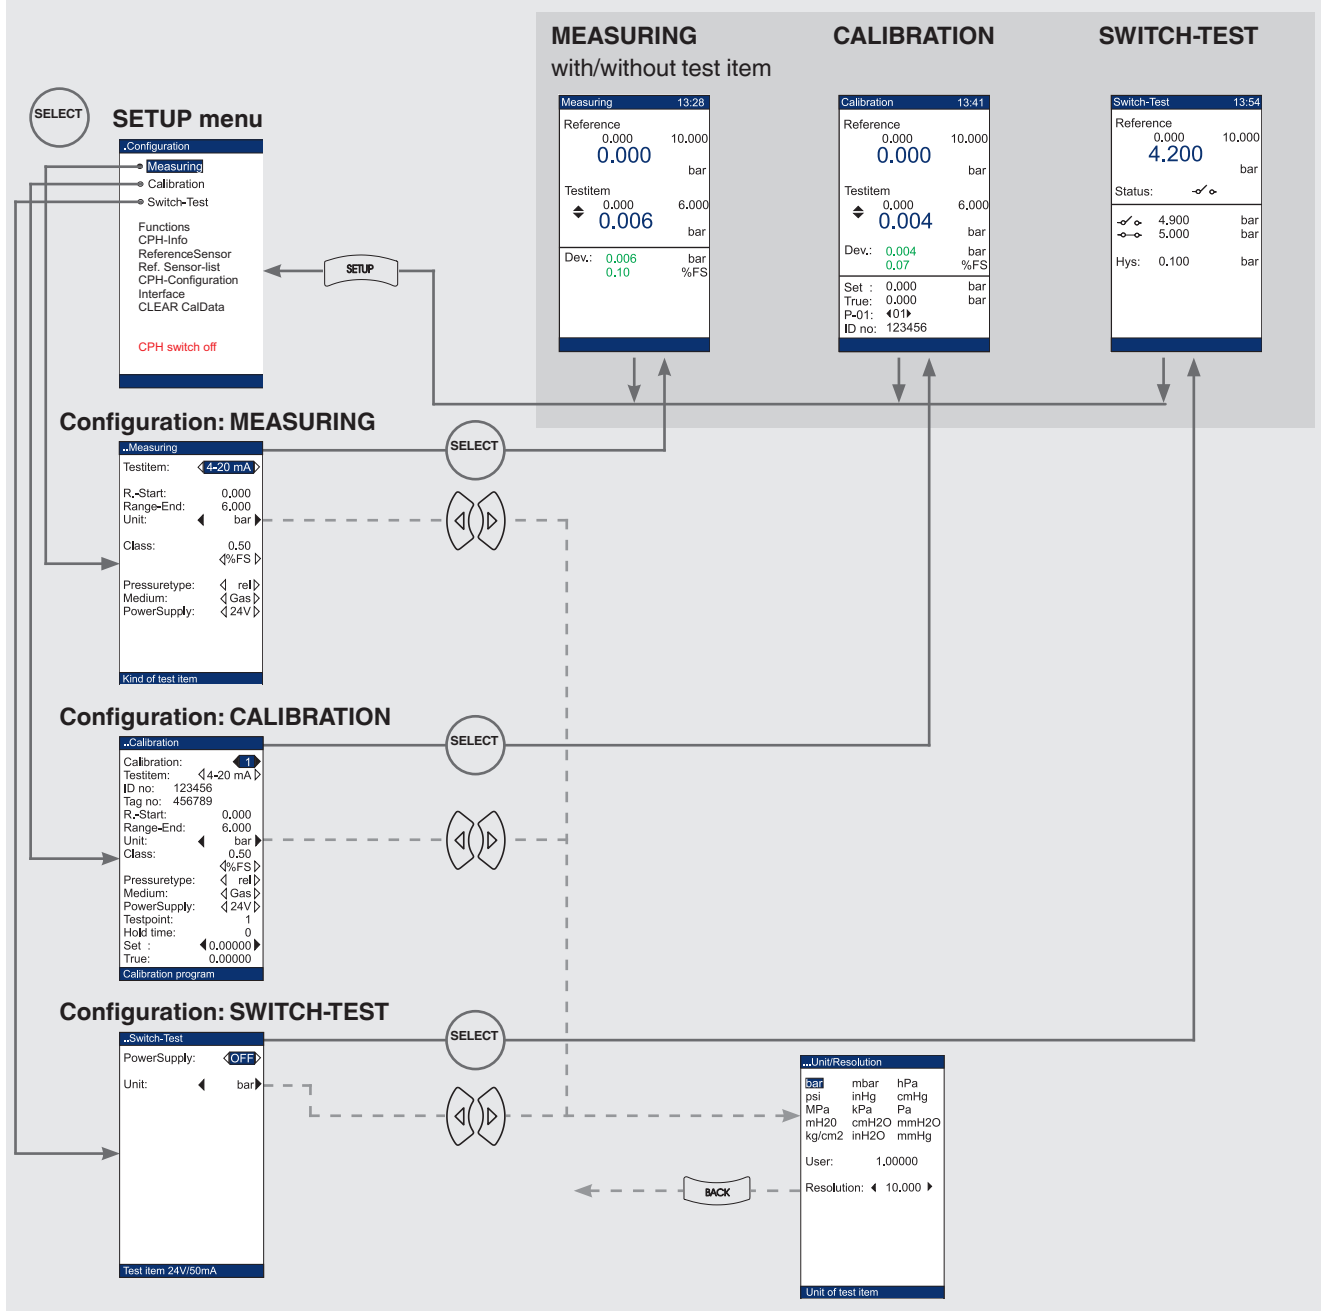 MEASURING
with/without test item
CALIBRATION
SWITCH-TEST
Measuring 13:28
Reference
0.000 10.000
0.000
bar
Testitem
0.000 6.000
0.006
bar
Dev.: 0.006 bar
0.10 %FS
Calibration 13:41
Reference
0.000 10.000
0.000
bar
Testitem
0.000 6.000
0.004
bar
Dev.: 0.004 bar
0.07 %FS
Set : 0.000 bar
True: 0.000 bar
P-01: 01
ID no: 123456
Switch-Test 13:54
Reference
0.000 10.000
4.200
bar
Status:
4.900 bar
5.000 bar
Hys: 0.100 bar
SELECT
SETUP menu
.Configuration
Measuring
Calibration
Switch-Test
Functions
CPH-Info
ReferenceSensor
Ref. Sensor-list
CPH-Configuration
Interface
CLEAR CalData
CPH switch off
SETUP
Configuration: MEASURING
..Measuring
Testitem: 4-20 mA
R.-Start: 0.000
Range-End: 6.000
Unit: bar
Class: 0.50
%FS
Pressuretype: rel
Medium: Gas
PowerSupply: 24V
Kind of test item
SELECT
Configuration: CALIBRATION
..Calibration
Calibration: 1
Testitem: 4-20 mA
ID no: 123456
Tag no: 456789
R.-Start: 0.000
Range-End: 6.000
Unit: bar
Class: 0.50
%FS
Pressuretype: rel
Medium: Gas
PowerSupply: 24V
Testpoint: 1
Hold time: 0
Set : 0.00000
True: 0.00000
Calibration program
SELECT
Configuration: SWITCH-TEST
..Switch-Test
PowerSupply: OFF
Unit: bar
Test item 24V/50mA
SELECT
...Unit/Resolution
bar mbar hPa
psi inHg cmHg
MPa kPa Pa
mH20 cmH2O mmH2O
kg/cm2 inH2O mmHg
User: 1.00000
Resolution: 10.000
Unit of test item
BACK